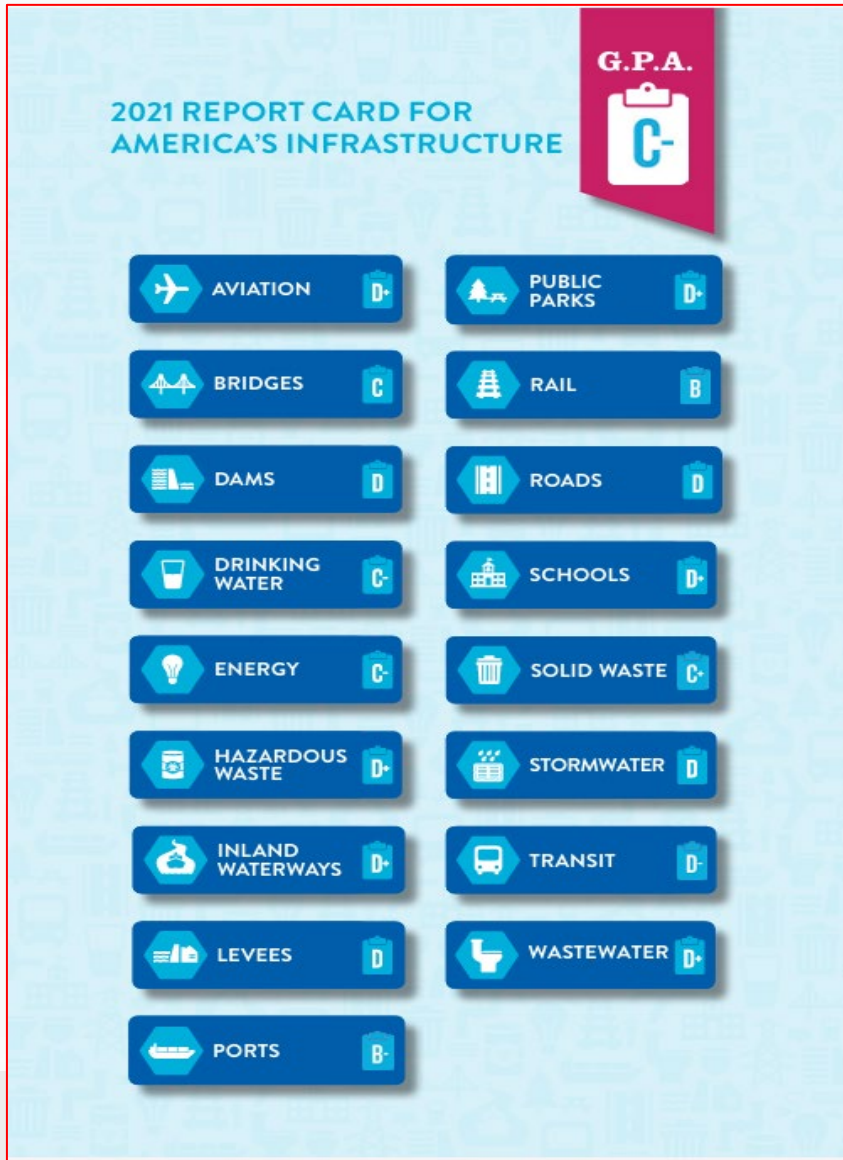 G.P.A.
C-
2021 REPORT CARD FOR
AMERICA'S INFRASTRUCTURE
AVIATION D+
BRIDGES C
DAMS D
DRINKING
WATER C-
ENERGY C-
HAZARDOUS
WASTE D+
INLAND
WATERWAYS D+
LEVEES D
PORTS B-
PUBLIC
PARKS D+
RAIL B
ROADS D
SCHOOLS D+
SOLID WASTE C+
STORMWATER D
TRANSIT D-
WASTEWATER D+